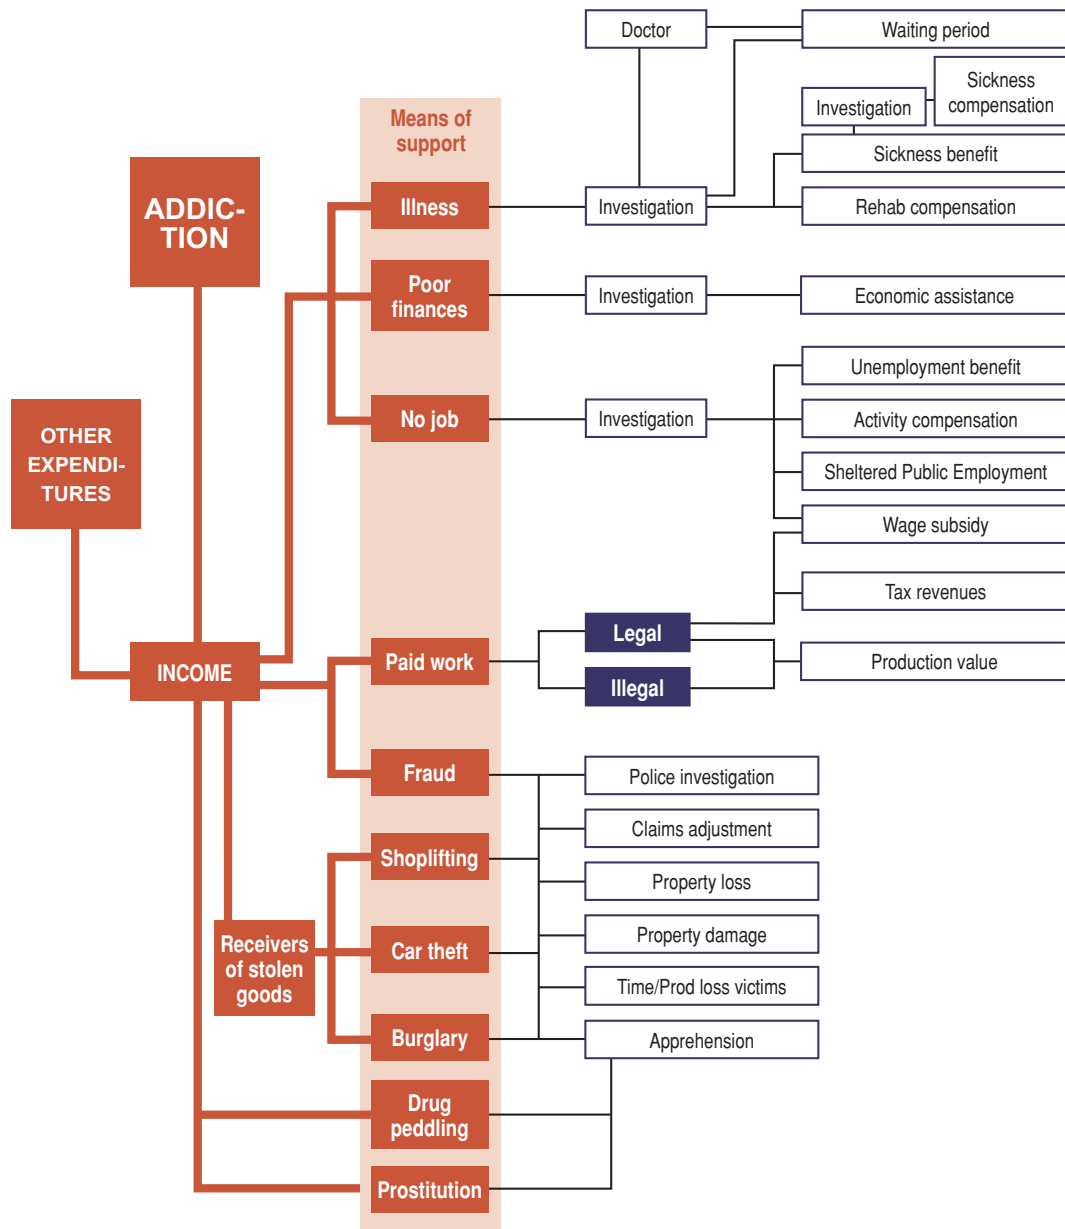 Doctor
Waiting period
Sickness
compensation
Investigation
Sickness benefit
Means of
support
ADDIC-
TION
Illness
Investigation
Rehab compensation
Poor
finances
Investigation
Economic assistance
Unemployment benefit
No job
Investigation
Activity compensation
OTHER
EXPENDI-
TURES
Sheltered Public Employment
Wage subsidy
Tax revenues
Legal
INCOME
Paid work
Production value
Illegal
Fraud
Police investigation
Claims adjustment
Shoplifting
Property loss
Receivers
of stolen
goods
Car theft
Property damage
Time/Prod loss victims
Burglary
Apprehension
Drug
peddling
Prostitution